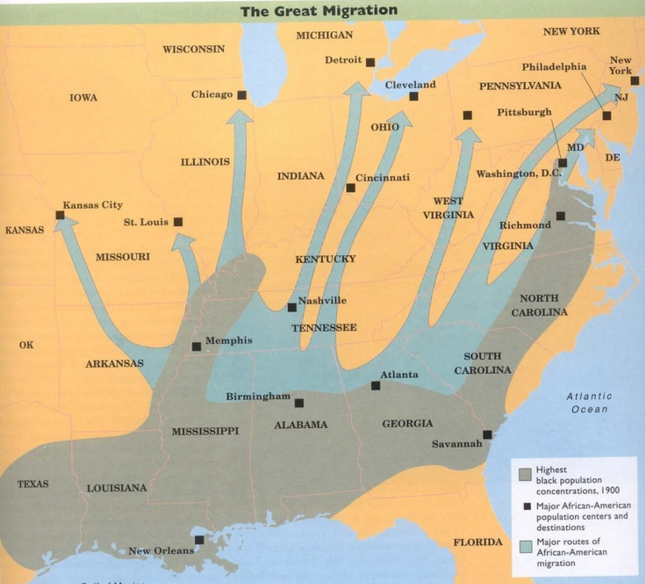 The Great Migration
MICHIGAN
NEW YORK
WISCONSIN
Detroit
Philadelphia
New
York
Cleveland
PENNSYLVANIA
Chicago
IOWA
NJ
Pittsburgh
OHIO
MD
DE
ILLINOIS
INDIANA
Cincinnati
Washington, D.C.
Kansas City
WEST
VIRGINIA
St. Louis
Richmond
KANSAS
VIRGINIA
MISSOURI
KENTUCKY
NORTH
CAROLINA
Nashville
TENNESSEE
OK
Memphis
ARKANSAS
SOUTH
CAROLINA
Atlanta
Birmingham
Atlantic
Ocean
MISSISSIPPI
ALABAMA
GEORGIA
Savannah
TEXAS
LOUISIANA
Highest
black population
concentrations, 1900
Major African-American
population centers and
destinations
Major routes of
African-American
migration
New Orleans
FLORIDA